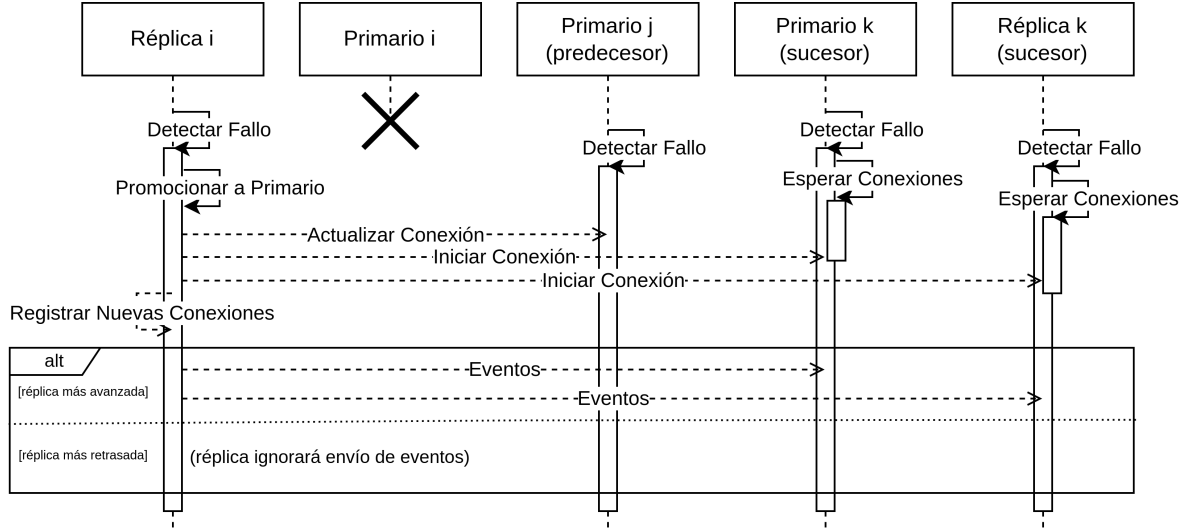 Réplica i
Primario i
Primario j
(predecesor)
Primario k
(sucesor)
Réplica k
(sucesor)
Detectar Fallo
Detectar Fallo
Detectar Fallo
Detectar Fallo
Promocionar a Primario
Esperar Conexiones
Esperar Conexiones
Actualizar Conexión
Iniciar Conexión
Iniciar Conexión
Registrar Nuevas Conexiones
alt
Eventos
[réplica más avanzada]
Eventos
[réplica más retrasada]
(réplica ignorará envío de eventos)